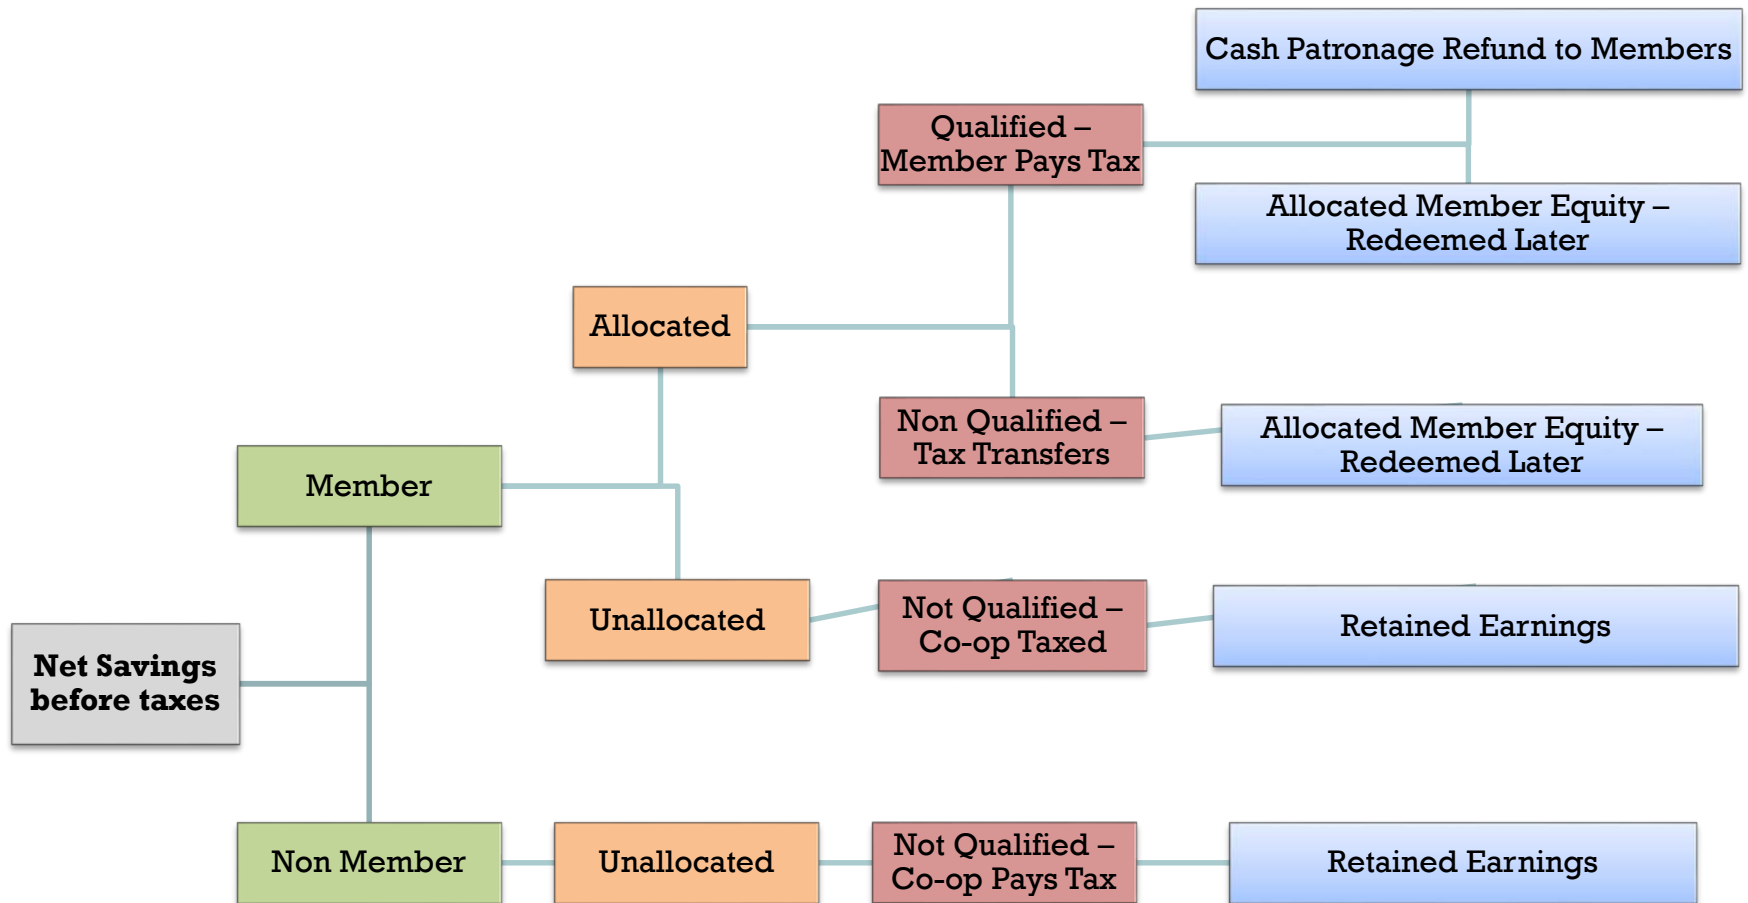 Cash Patronage Refund to Members
Qualified –
Member Pays Tax
Allocated Member Equity –
Redeemed Later
Allocated
Non Qualified –
Tax Transfers
Allocated Member Equity –
Redeemed Later
Member
Unallocated
Not Qualified –
Co-op Taxed
Retained Earnings
Net Savings
before taxes
Non Member
Unallocated
Not Qualified –
Co-op Pays Tax
Retained Earnings